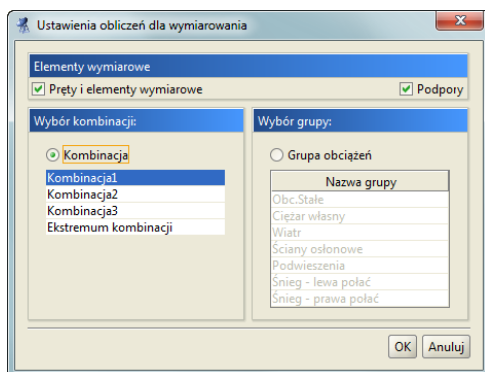 Ustawienia obliczeń dla wymiarowania
Elementy wymiarowe
Pręty i elementy wymiarowe
Podpory
Wybór kombinacji:
Kombinacja
Kombinacja1
Kombinacja2
Kombinacja3
Ekstremum kombinacji
Wybór grupy:
Grupa obciążeń
Nazwa grupy
Obc.Stałe
Ciężar własny
Wiatr
Ściany osłonowe
Podwieszenia
Śnieg - lewa połać
Śnieg - prawa połać
OK
Anuluj